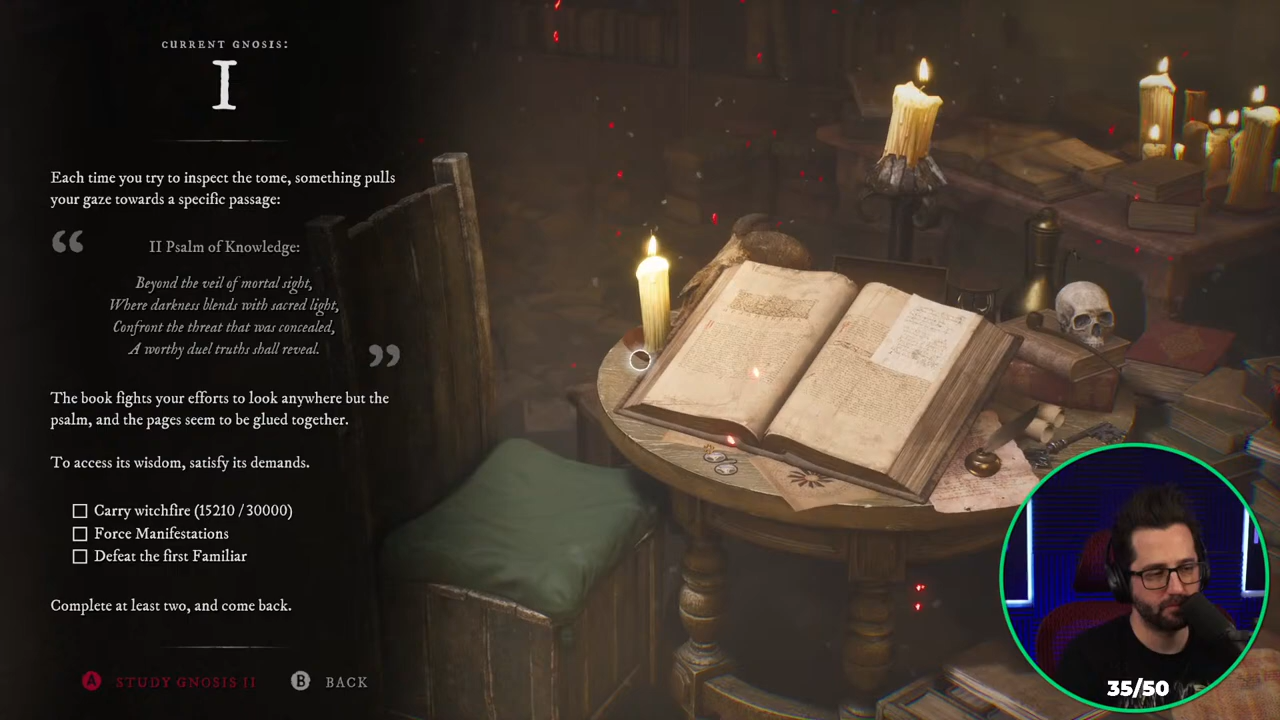 CURRENT GNOSIS:
I
Each time you try to inspect the tome, something pulls
your gaze towards a specific passage:
“
II Psalm of Knowledge:
Beyond the veil of mortal sight,
Where darkness blends with sacred light,
Confront the threat that was concealed,
A worthy duel truths shall reveal.
”
The book fights your efforts to look anywhere but the
psalm, and the pages seem to be glued together.
To access its wisdom, satisfy its demands.
Carry witchfire (15210 / 30000)
Force Manifestations
Defeat the first Familiar
Complete at least two, and come back.
A STUDY GNOSIS II B BACK
35/50